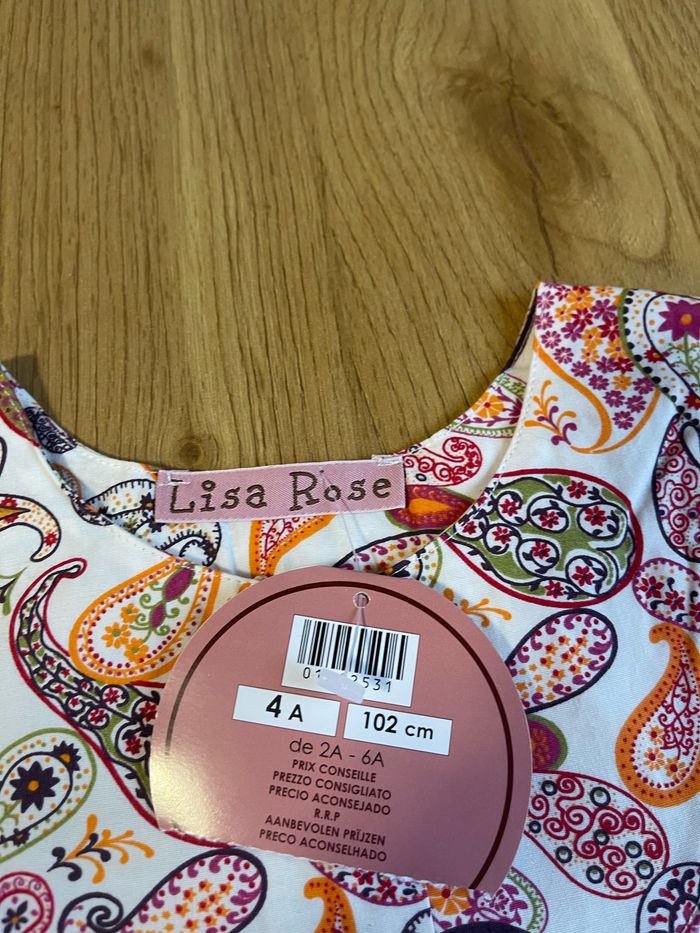 Lisa Rose
4 A
102 cm
de 2A - 6A
PRIX CONSEILLE
PREZZO CONSIGLIATO
PRECIO ACONSEJADO
R.R.P
AANBEVOLEN PRIJZEN
PRECO ACONSELHADO